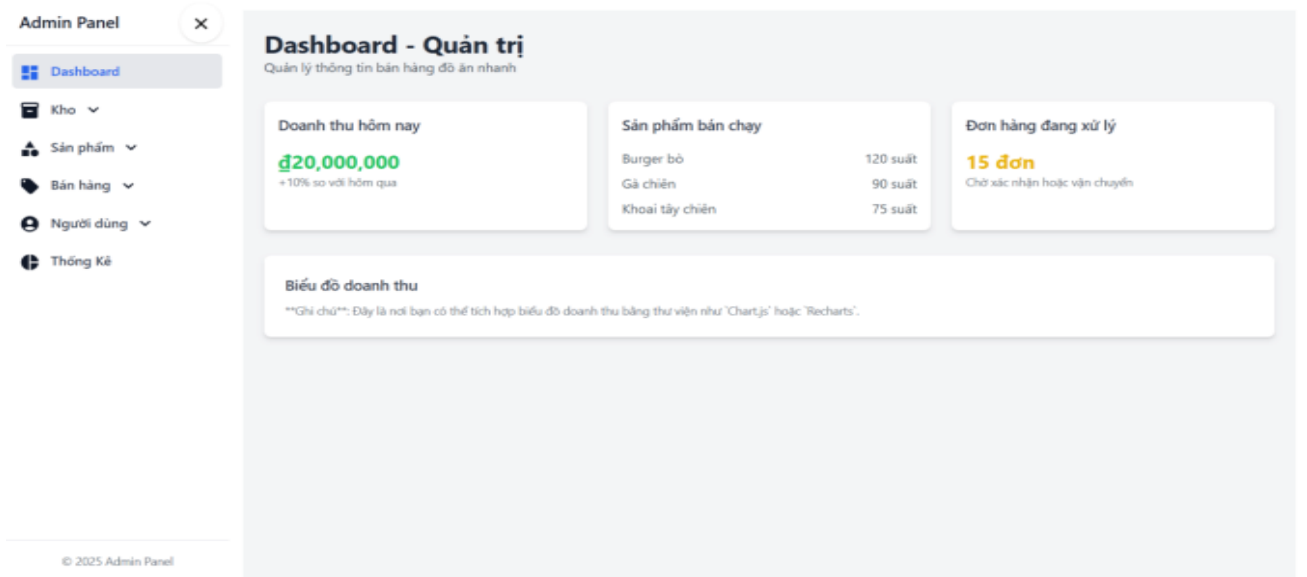 Admin Panel
Dashboard
Kho
Sản phẩm
Bán hàng
Người dùng
Thống Kê
© 2025 Admin Panel
Dashboard - Quản trị
Quản lý thông tin bán hàng đồ ăn nhanh
Doanh thu hôm nay
₫20,000,000
+10% so với hôm qua
Sản phẩm bán chạy
Burger bò 120 suất
Gà chiên 90 suất
Khoai tây chiên 75 suất
Đơn hàng đang xử lý
15 đơn
Chờ xác nhận hoặc vận chuyển
Biểu đồ doanh thu
**Ghi chú**: Đây là nơi bạn có thể tích hợp biểu đồ doanh thu bằng thư viện như `Chart.js` hoặc `Recharts`.